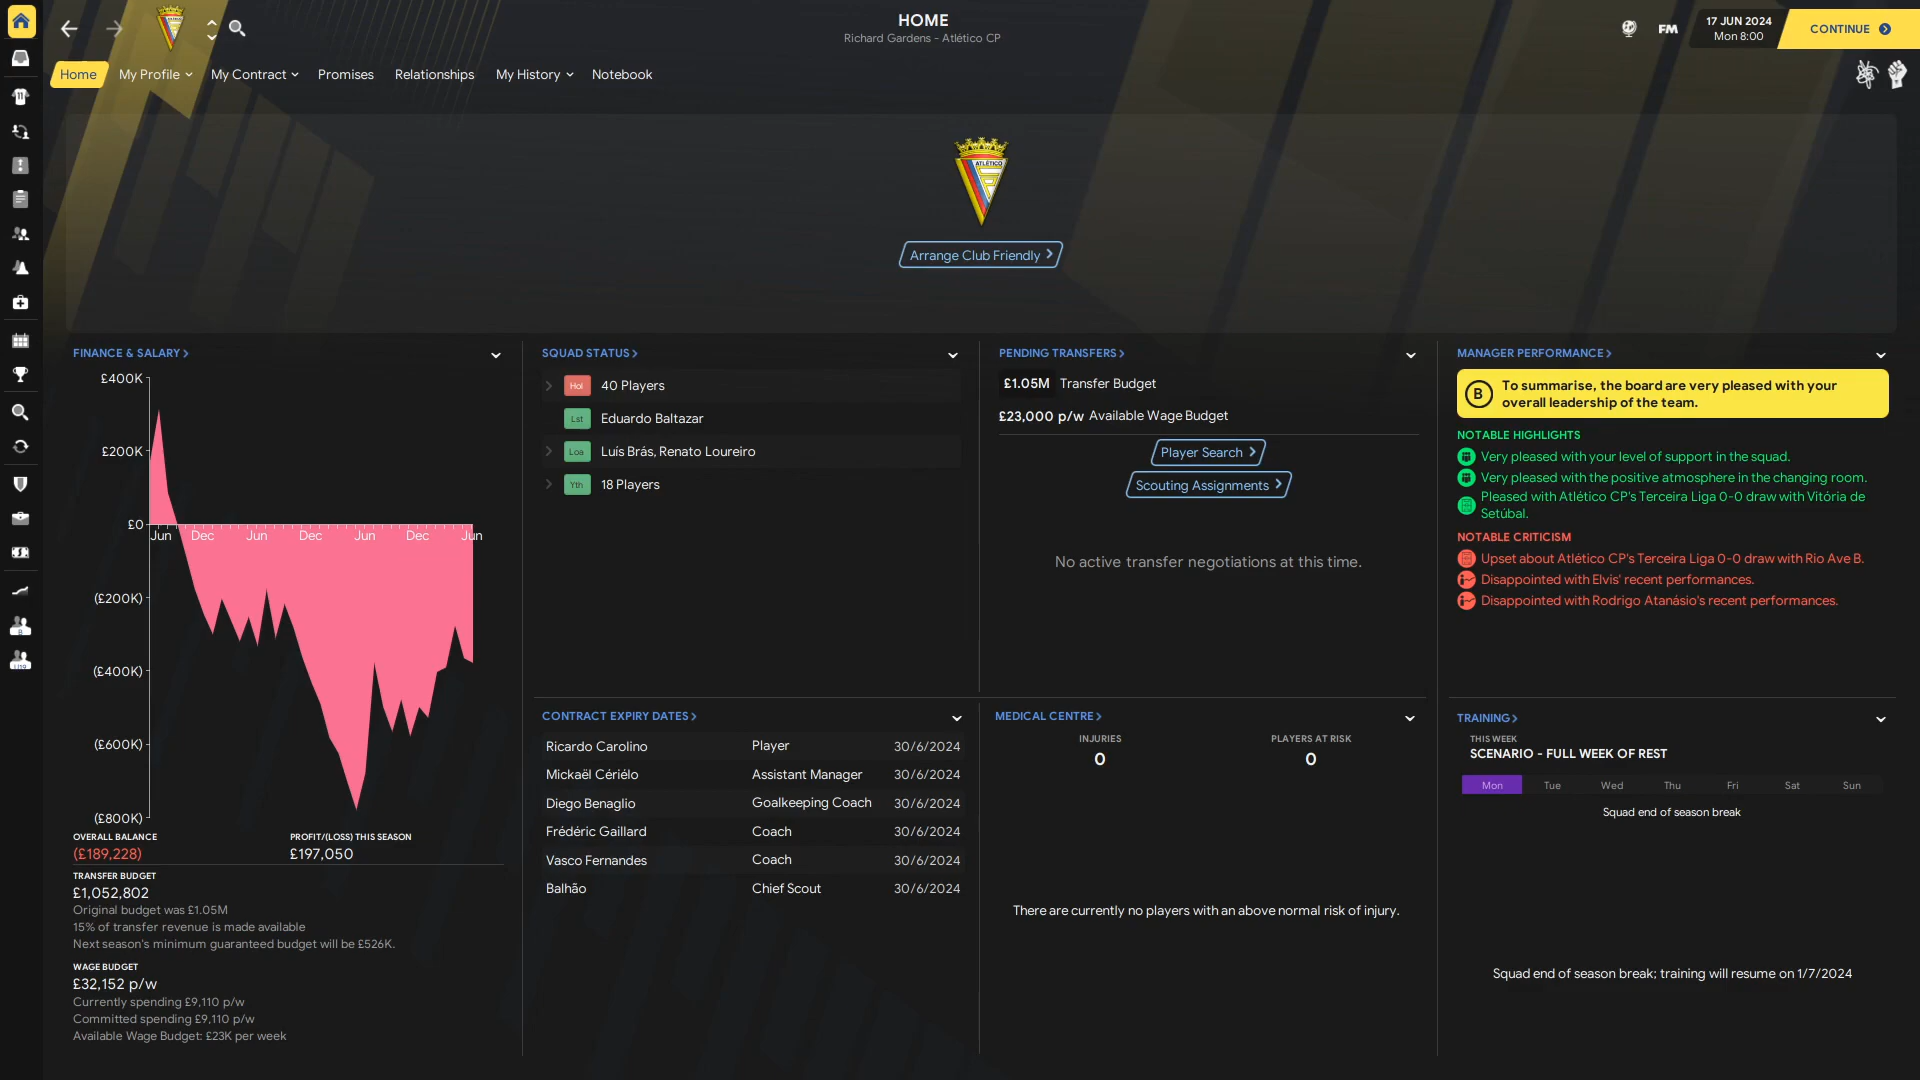 HOME
Richard Gardens - Atlético CP
FM
17 JUN 2024
Mon 8:00
CONTINUE
Home
My Profile
My Contract
Promises
Relationships
My History
Notebook
ATLÉTICO
Arrange Club Friendly
FINANCE & SALARY
£400K
£200K
£0
Jun Dec Jun Dec Jun Dec Jun
(£200K)
(£400K)
(£600K)
(£800K)
OVERALL BALANCE
(£189,228)
PROFIT/(LOSS) THIS SEASON
£197,050
TRANSFER BUDGET
£1,052,802
Original budget was £1.05M
15% of transfer revenue is made available
Next season's minimum guaranteed budget will be £526K.
WAGE BUDGET
£32,152 p/w
Currently spending £9,110 p/w
Committed spending £9,110 p/w
Available Wage Budget: £23K per week
SQUAD STATUS
Hol 40 Players
Lst Eduardo Baltazar
Loa Luís Brás, Renato Loureiro
Yth 18 Players
CONTRACT EXPIRY DATES
Ricardo Carolino Player 30/6/2024
Mickaël Cériélo Assistant Manager 30/6/2024
Diego Benaglio Goalkeeping Coach 30/6/2024
Frédéric Gaillard Coach 30/6/2024
Vasco Fernandes Coach 30/6/2024
Balhão Chief Scout 30/6/2024
PENDING TRANSFERS
£1.05M Transfer Budget
£23,000 p/w Available Wage Budget
Player Search
Scouting Assignments
No active transfer negotiations at this time.
MEDICAL CENTRE
INJURIES
0
PLAYERS AT RISK
0
There are currently no players with an above normal risk of injury.
MANAGER PERFORMANCE
B
To summarise, the board are very pleased with your
overall leadership of the team.
NOTABLE HIGHLIGHTS
Very pleased with your level of support in the squad.
Very pleased with the positive atmosphere in the changing room.
Pleased with Atlético CP's Terceira Liga 0-0 draw with Vitória de
Setúbal.
NOTABLE CRITICISM
Upset about Atlético CP's Terceira Liga 0-0 draw with Rio Ave B.
Disappointed with Elvis' recent performances.
Disappointed with Rodrigo Atanásio's recent performances.
TRAINING
THIS WEEK
SCENARIO - FULL WEEK OF REST
Mon Tue Wed Thu Fri Sat Sun
Squad end of season break
Squad end of season break; training will resume on 1/7/2024